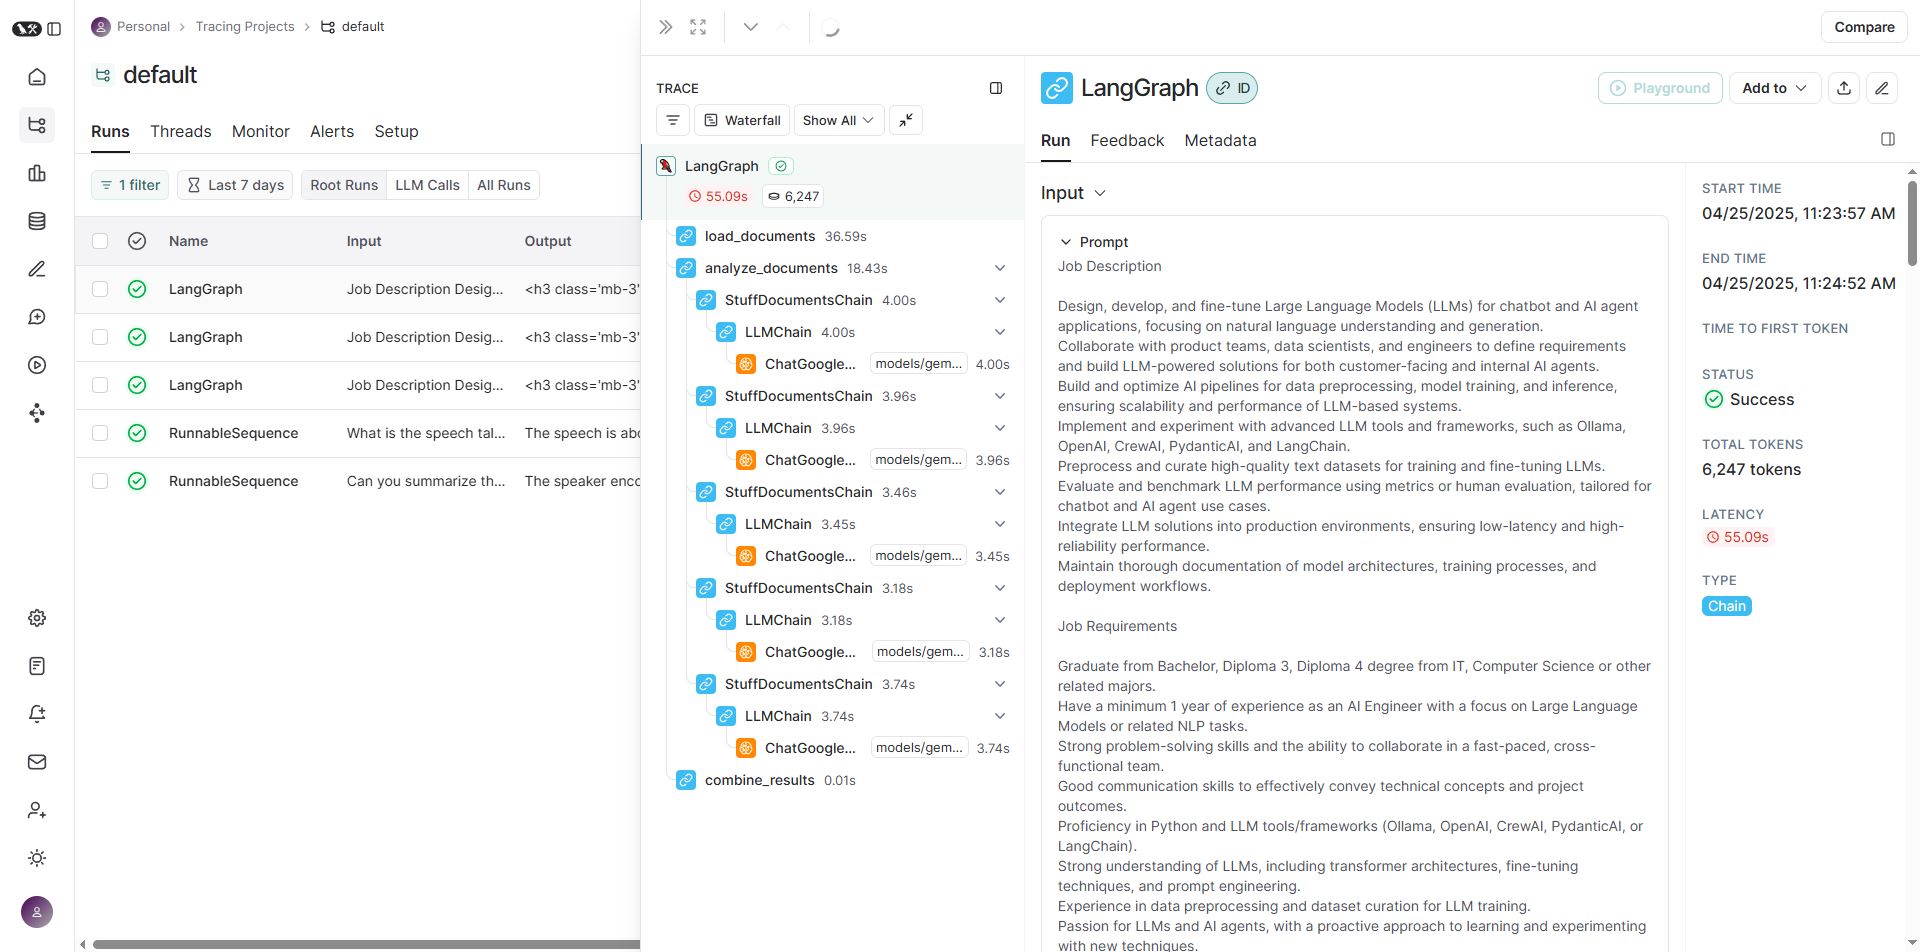 Personal > Tracing Projects > default
default
Runs Threads Monitor Alerts Setup
1 filter Last 7 days Root Runs LLM Calls All Runs
Name Input Output
LangGraph Job Description Desig... <h3 class='mb-3'
LangGraph Job Description Desig... <h3 class='mb-3'
LangGraph Job Description Desig... <h3 class='mb-3'
RunnableSequence What is the speech tal... The speech is abo
RunnableSequence Can you summarize th... The speaker enco
TRACE
Waterfall Show All
LangGraph
55.09s 6,247
load_documents 36.59s
analyze_documents 18.43s
StuffDocumentsChain 4.00s
LLMChain 4.00s
ChatGoogle... models/gem... 4.00s
StuffDocumentsChain 3.96s
LLMChain 3.96s
ChatGoogle... models/gem... 3.96s
StuffDocumentsChain 3.46s
LLMChain 3.45s
ChatGoogle... models/gem... 3.45s
StuffDocumentsChain 3.18s
LLMChain 3.18s
ChatGoogle... models/gem... 3.18s
StuffDocumentsChain 3.74s
LLMChain 3.74s
ChatGoogle... models/gem... 3.74s
combine_results 0.01s
Compare
LangGraph ID
Playground Add to
Run Feedback Metadata
Input
Prompt
Job Description
Design, develop, and fine-tune Large Language Models (LLMs) for chatbot and AI agent
applications, focusing on natural language understanding and generation.
Collaborate with product teams, data scientists, and engineers to define requirements
and build LLM-powered solutions for both customer-facing and internal AI agents.
Build and optimize AI pipelines for data preprocessing, model training, and inference,
ensuring scalability and performance of LLM-based systems.
Implement and experiment with advanced LLM tools and frameworks, such as Ollama,
OpenAI, CrewAI, PydanticAI, and LangChain.
Preprocess and curate high-quality text datasets for training and fine-tuning LLMs.
Evaluate and benchmark LLM performance using metrics or human evaluation, tailored for
chatbot and AI agent use cases.
Integrate LLM solutions into production environments, ensuring low-latency and high-
reliability performance.
Maintain thorough documentation of model architectures, training processes, and
deployment workflows.
Job Requirements
Graduate from Bachelor, Diploma 3, Diploma 4 degree from IT, Computer Science or other
related majors.
Have a minimum 1 year of experience as an AI Engineer with a focus on Large Language
Models or related NLP tasks.
Strong problem-solving skills and the ability to collaborate in a fast-paced, cross-
functional team.
Good communication skills to effectively convey technical concepts and project
outcomes.
Proficiency in Python and LLM tools/frameworks (Ollama, OpenAI, CrewAI, PydanticAI, or
LangChain).
Strong understanding of LLMs, including transformer architectures, fine-tuning
techniques, and prompt engineering.
Experience in data preprocessing and dataset curation for LLM training.
Passion for LLMs and AI agents, with a proactive approach to learning and experimenting
with new techniques.
START TIME
04/25/2025, 11:23:57 AM
END TIME
04/25/2025, 11:24:52 AM
TIME TO FIRST TOKEN
STATUS
Success
TOTAL TOKENS
6,247 tokens
LATENCY
55.09s
TYPE
Chain